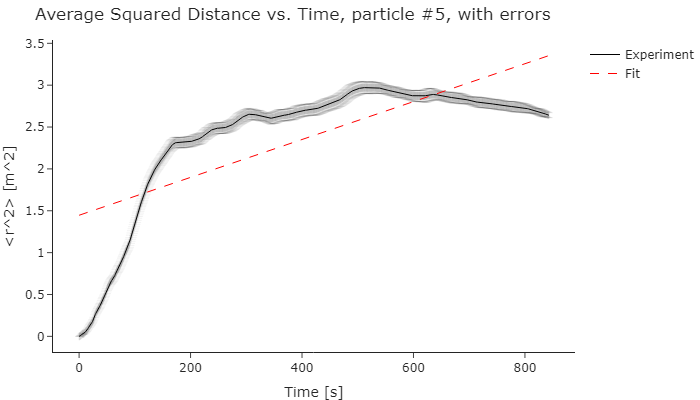 Average Squared Distance vs. Time, particle #5, with errors
3.5
3
2.5
2
1.5
1
0.5
0
<r^2> [m^2]
0
200
400
600
800
Time [s]
Experiment
Fit